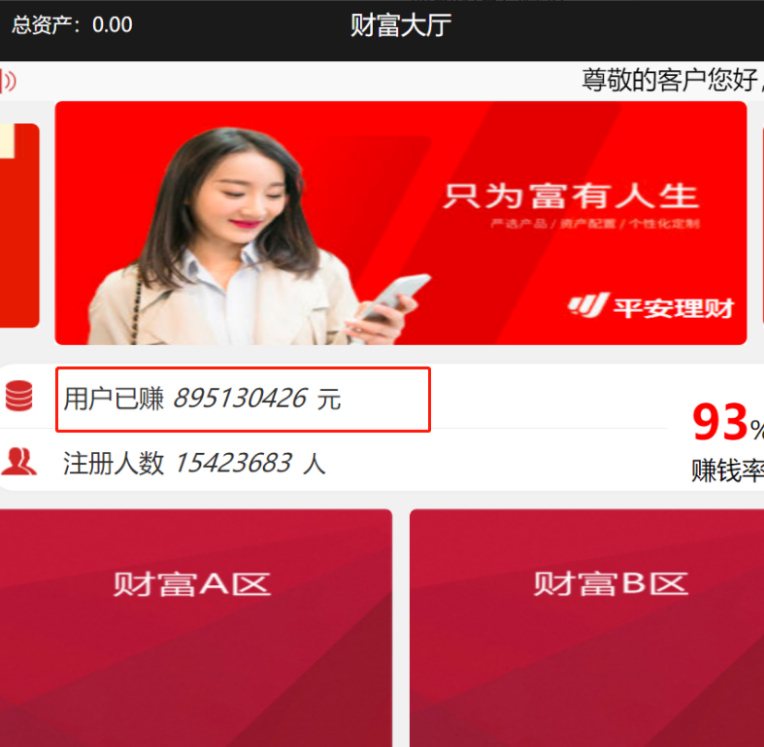 总资产：0.00
财富大厅
尊敬的客户您好，
只为富有人生
严选产品 / 资产配置 / 个性化定制
平安理财
用户已赚 895130426 元
注册人数 15423683 人
93%
赚钱率
财富A区
财富B区